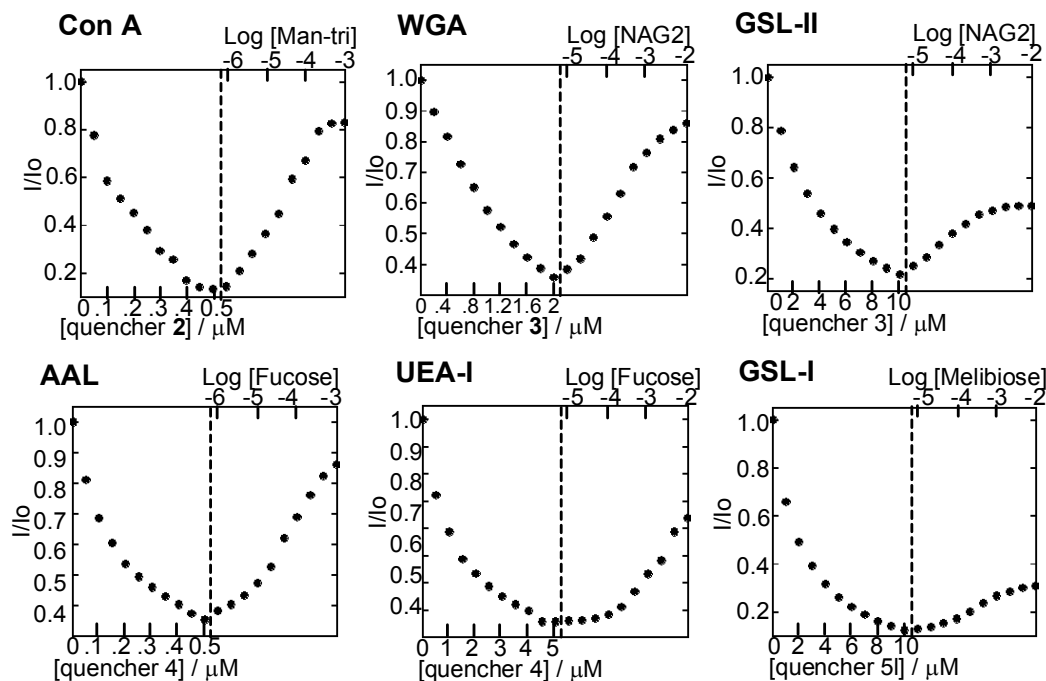 Con A
Log [Man-tri]
-6 -5 -4 -3
1.0
0.8
0.6
0.4
0.2
I/Io
0 .1 .2 .3 .4 0.5
[quencher 2] / μM
WGA
Log [NAG2]
-5 -4 -3 -2
1.0
0.9
0.8
0.7
0.6
0.5
0.4
I/Io
0 .4 .8 1.2 1.6 2
[quencher 3] / μM
GSL-II
Log [NAG2]
-5 -4 -3 -2
1.0
0.8
0.6
0.4
0.2
I/Io
0 2 4 6 8 10
[quencher 3] / μM
AAL
Log [Fucose]
-6 -5 -4 -3
1.0
0.9
0.8
0.7
0.6
0.5
0.4
I/Io
0 .1 .2 .3 .4 0.5
[quencher 4] / μM
UEA-I
Log [Fucose]
-5 -4 -3 -2
1.0
0.9
0.8
0.7
0.6
0.5
0.4
I/Io
0 1 2 3 4 5
[quencher 4] / μM
GSL-I
Log [Melibiose]
-5 -4 -3 -2
1.0
0.8
0.6
0.4
0.2
I/Io
0 2 4 6 8 10
[quencher 5l] / μM